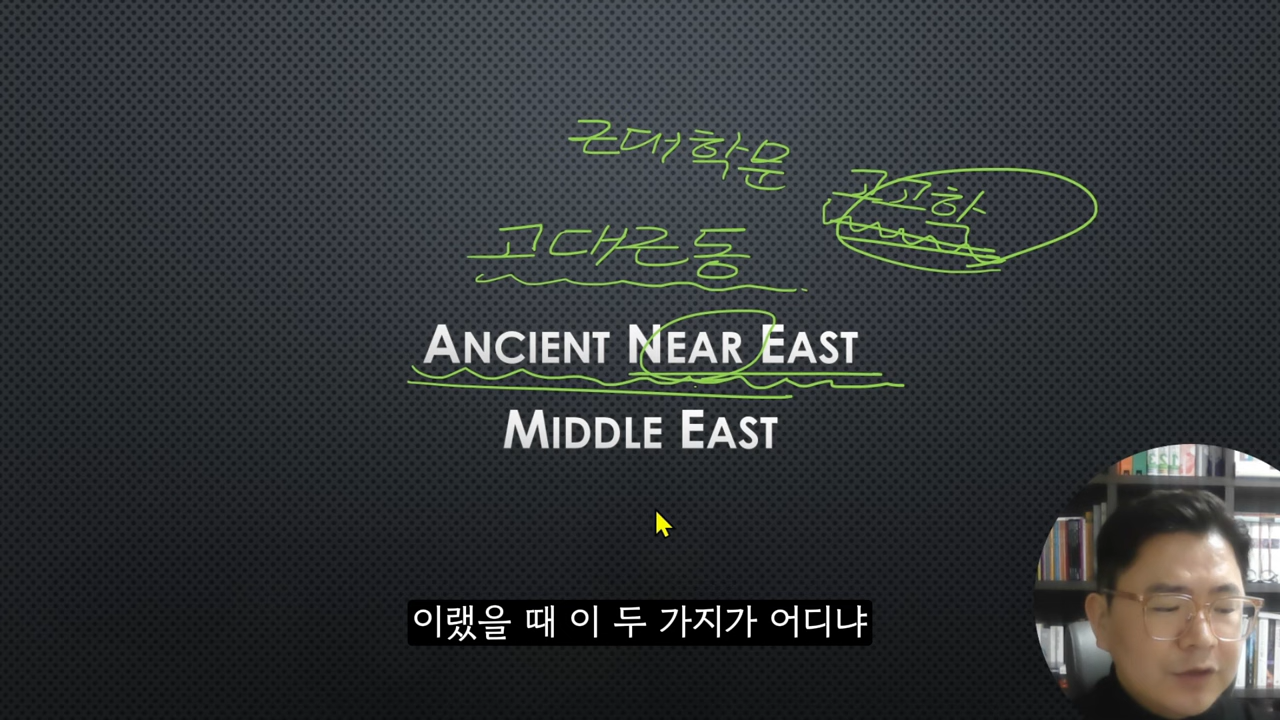 근대학문
고고학
고대근동
ANCIENT NEAR EAST
MIDDLE EAST
이랬을 때 이 두 가지가 어디냐